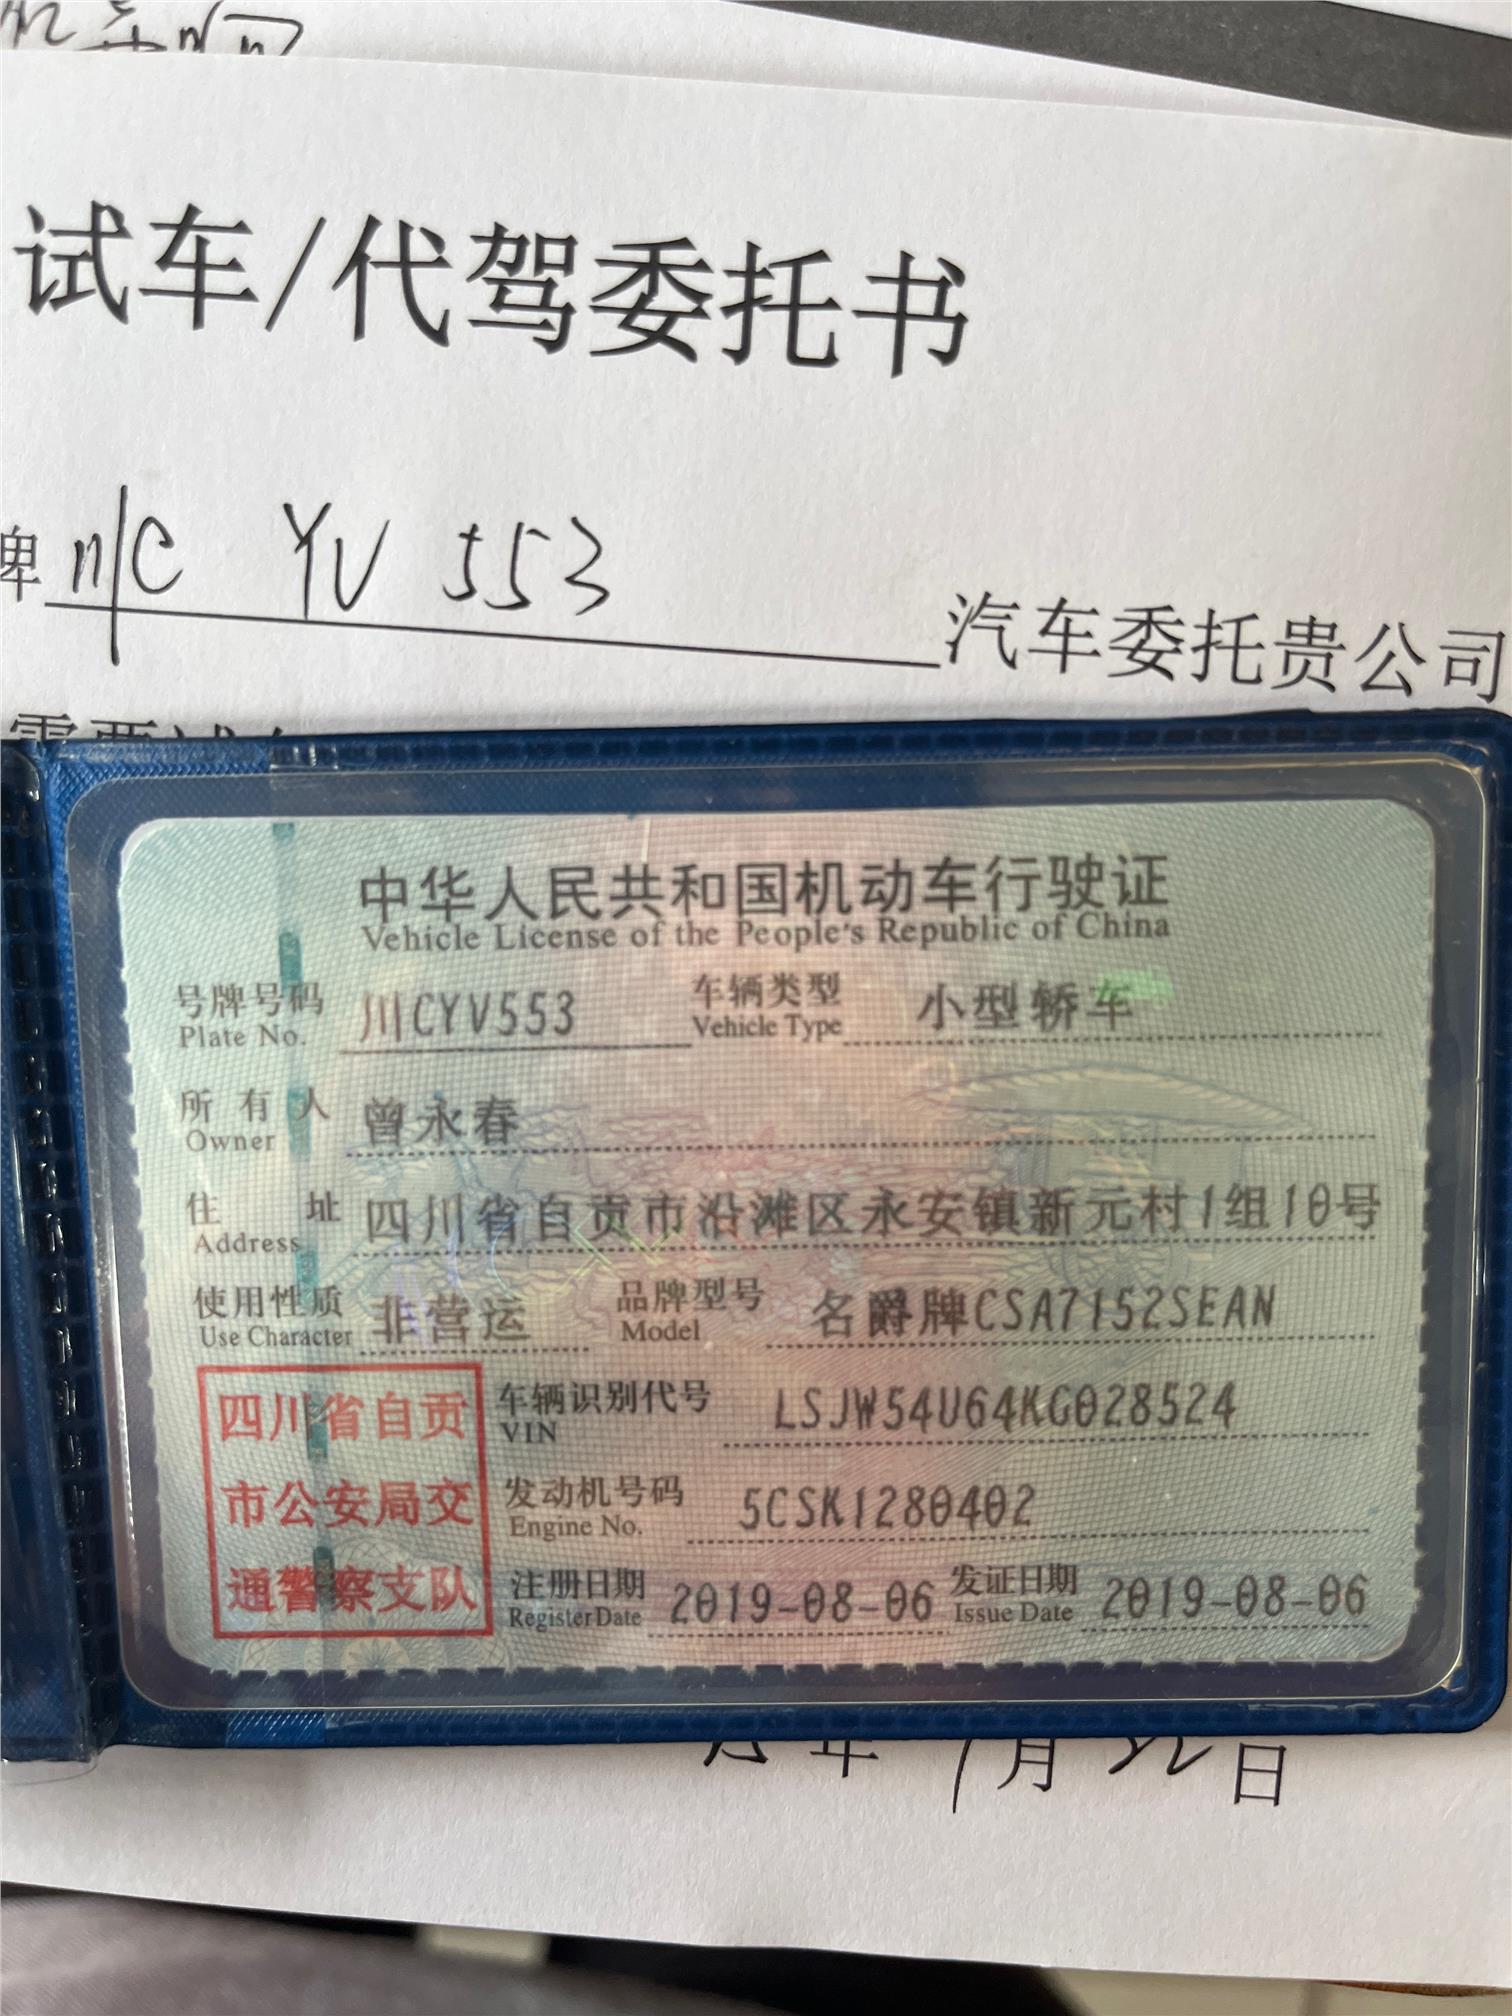 试车/代驾委托书
牌 川C YV 553 汽车委托贵公司
需要试车
中华人民共和国机动车行驶证
Vehicle License of the People's Republic of China
号牌号码 川CYV553 车辆类型 小型轿车
Plate No. Vehicle Type
所有人 曾永春
Owner
住址 四川省自贡市沿滩区永安镇新元村1组10号
Address
使用性质 非营运 品牌型号 名爵牌CSA7152SEAN
Use Character Model
四川省自贡
市公安局交
通警察支队
车辆识别代号 LSJW54U64KG028524
VIN
发动机号码 5CSK1280402
Engine No.
注册日期 2019-08-06 发证日期 2019-08-06
Register Date Issue Date
年 月 日